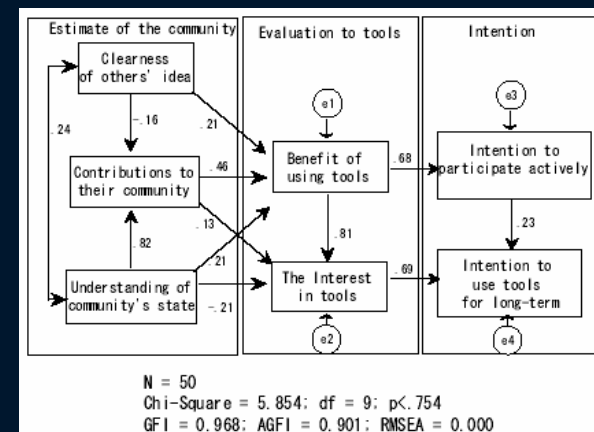 Estimate of the community
Evaluation to tools
Intention
Clearness
of others' idea
e1
e3
.24
-.16
.21
Contributions to
their community
.46
Benefit of
using tools
.68
Intention to
participate actively
.13
.82
.81
.23
.21
Understanding of
community's state
-.21
The Interest
in tools
.69
Intention to
use tools
for long-term
e2
e4
N = 50
Chi-Square = 5.854; df = 9; p<.754
GFI = 0.968; AGFI = 0.901; RMSEA = 0.000